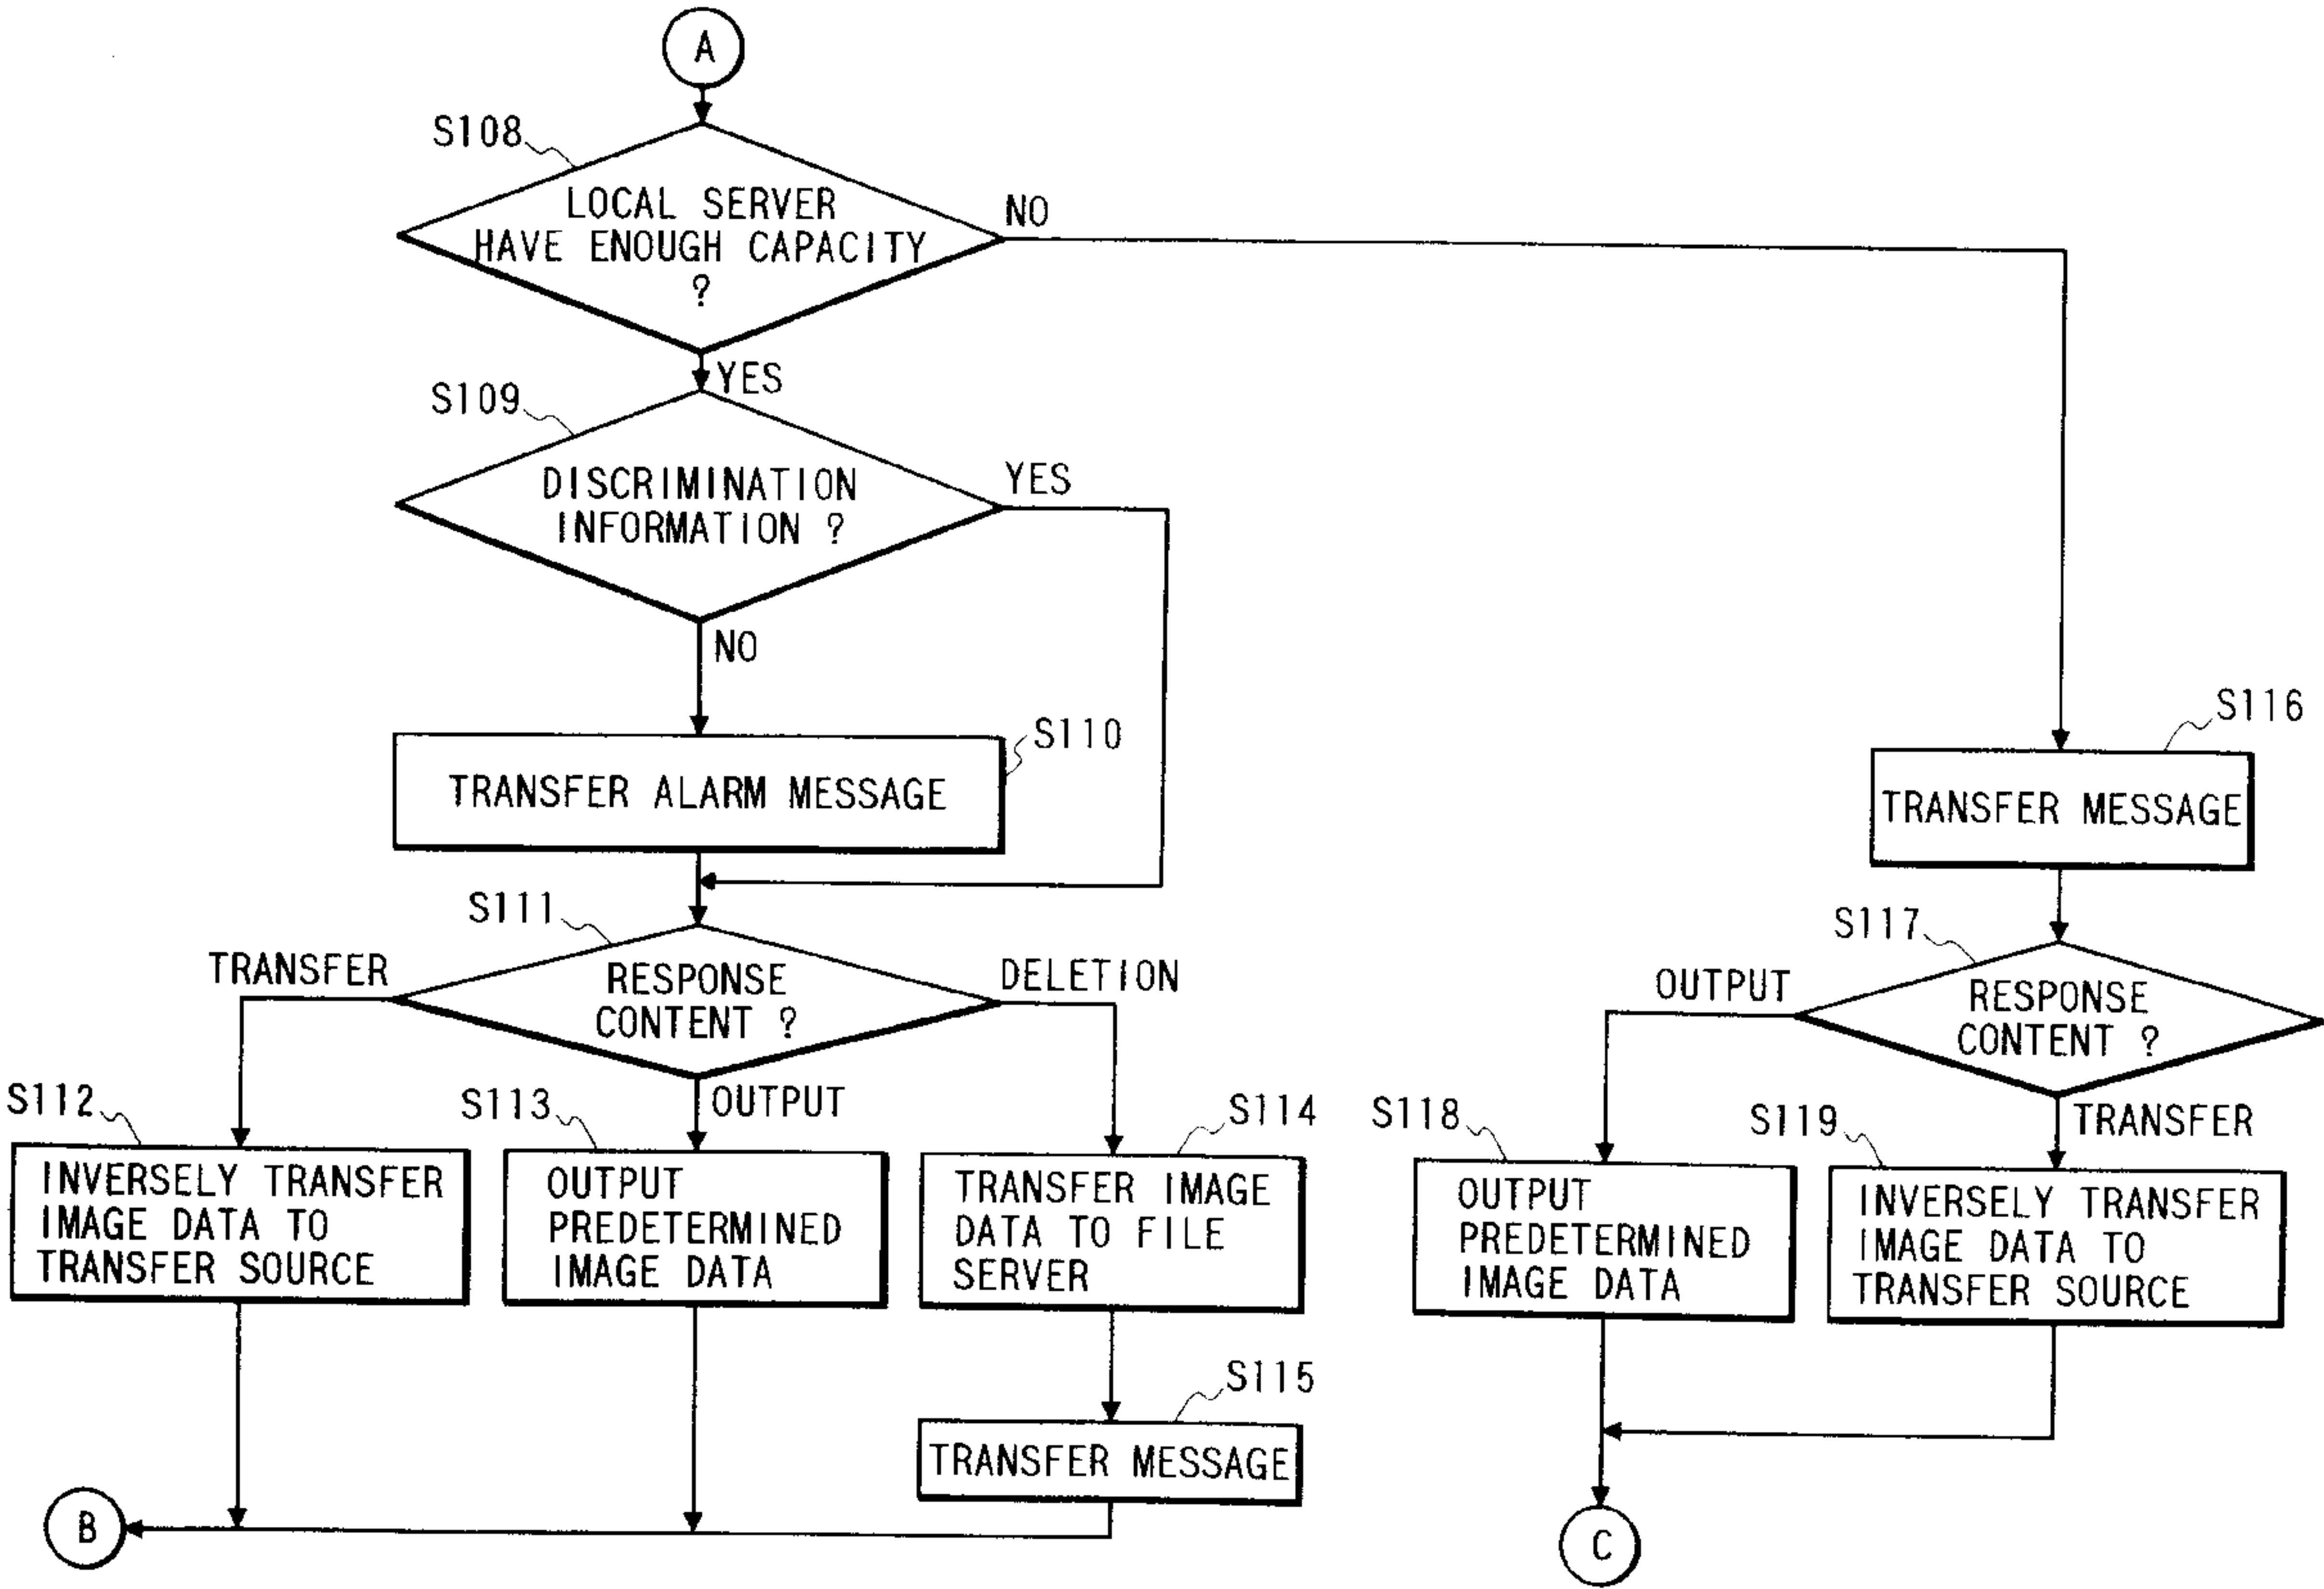 A
S108
LOCAL SERVER
HAVE ENOUGH CAPACITY
?
NO
YES
S109
DISCRIMINATION
INFORMATION ?
YES
NO
S110
TRANSFER ALARM MESSAGE
S116
TRANSFER MESSAGE
S111
RESPONSE
CONTENT ?
TRANSFER
DELETION
OUTPUT
S117
RESPONSE
CONTENT ?
OUTPUT
TRANSFER
S112
INVERSELY TRANSFER
IMAGE DATA TO
TRANSFER SOURCE
S113
OUTPUT
PREDETERMINED
IMAGE DATA
S114
TRANSFER IMAGE
DATA TO FILE
SERVER
S118
OUTPUT
PREDETERMINED
IMAGE DATA
S119
INVERSELY TRANSFER
IMAGE DATA TO
TRANSFER SOURCE
S115
TRANSFER MESSAGE
B
C